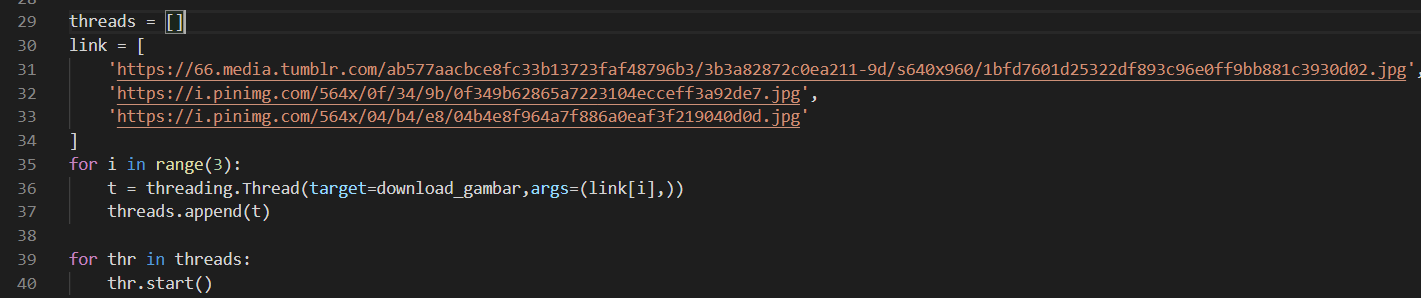 29 threads = []
30 link = [
31 'https://66.media.tumblr.com/ab577aacbce8fc33b13723faf48796b3/3b3a82872c0ea211-9d/s640x960/1bfd7601d25322df893c96e0ff9bb881c3930d02.jpg',
32 'https://i.pinimg.com/564x/0f/34/9b/0f349b62865a7223104ecceff3a92de7.jpg',
33 'https://i.pinimg.com/564x/04/b4/e8/04b4e8f964a7f886a0eaf3f219040d0d.jpg'
34 ]
35 for i in range(3):
36 t = threading.Thread(target=download_gambar,args=(link[i],))
37 threads.append(t)
38
39 for thr in threads:
40 thr.start()